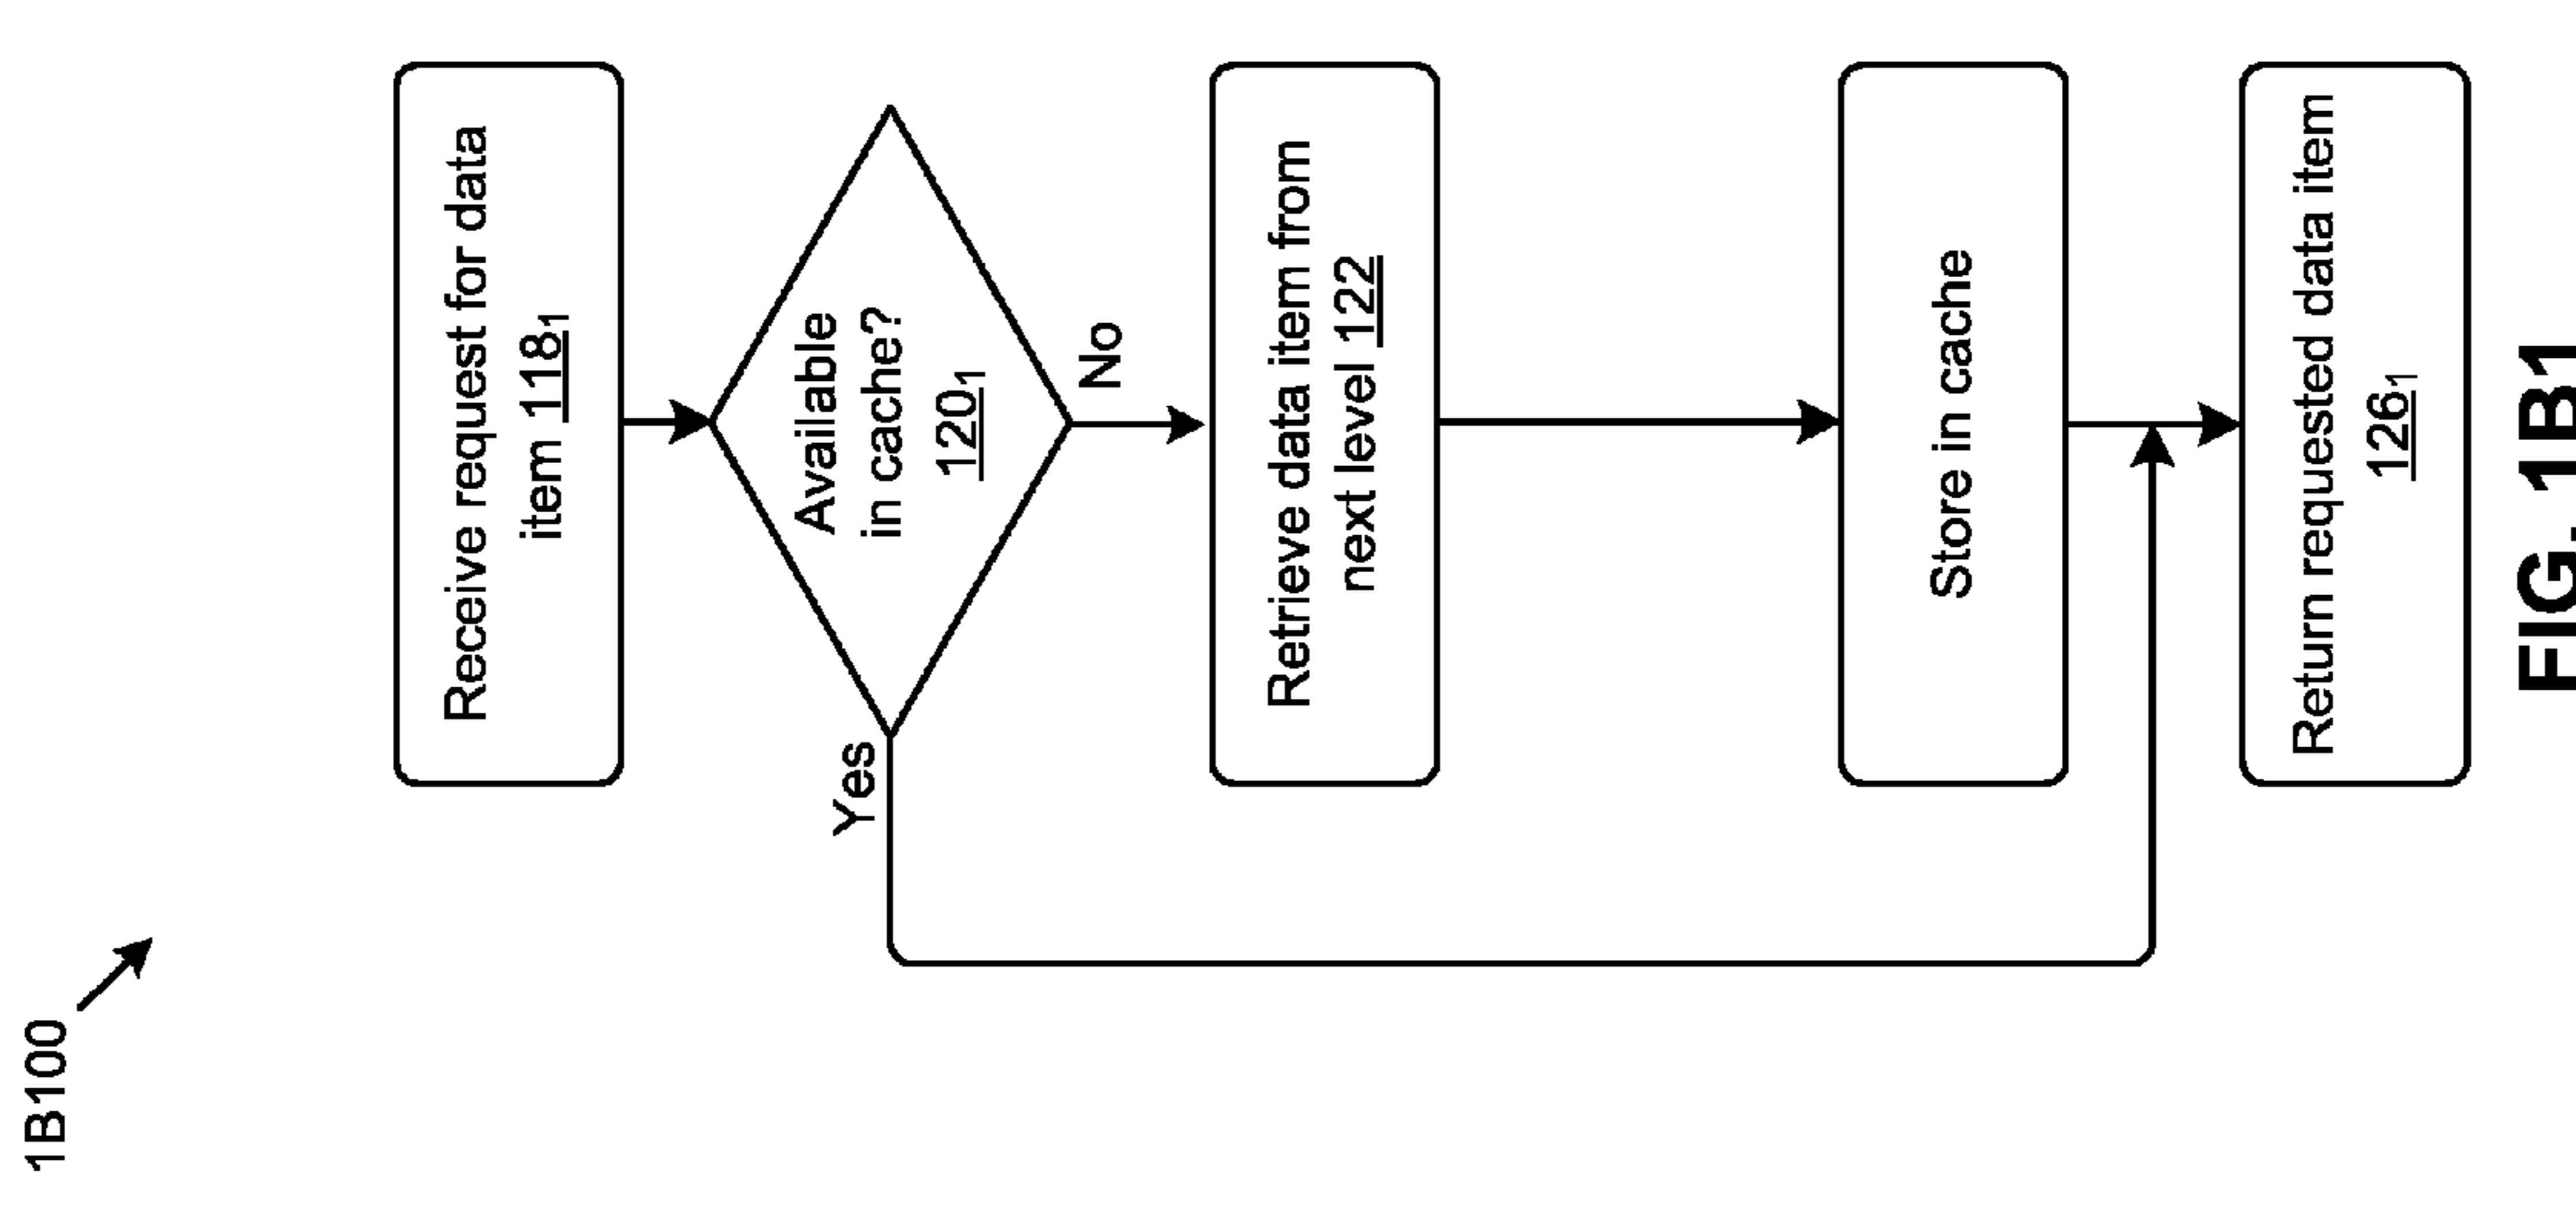 1B100
Receive request for data
item 118₁
Available
in cache?
120₁
Yes
No
Retrieve data item from
next level 122
Store in cache
Return requested data item
126₁
FIG. 1B1